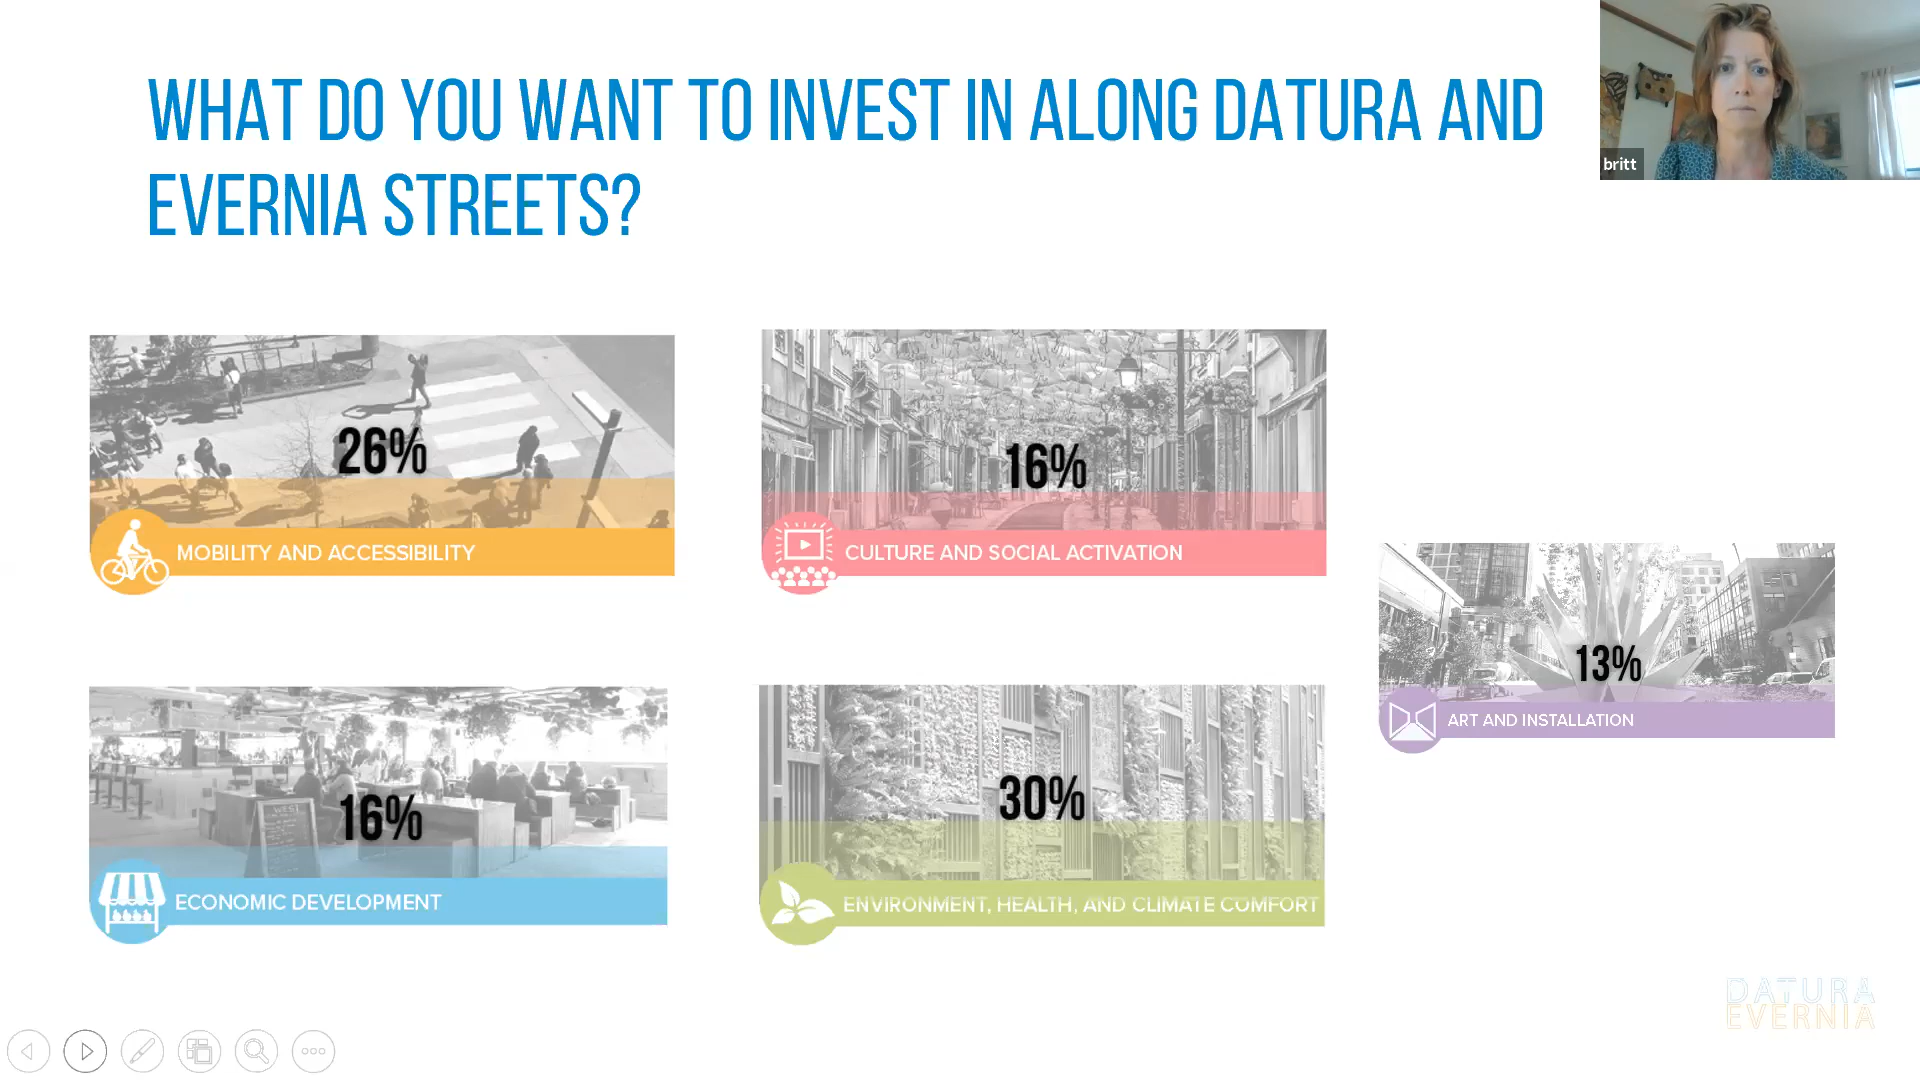 WHAT DO YOU WANT TO INVEST IN ALONG DATURA AND
EVERNIA STREETS?
britt
26%
MOBILITY AND ACCESSIBILITY
16%
CULTURE AND SOCIAL ACTIVATION
13%
ART AND INSTALLATION
16%
ECONOMIC DEVELOPMENT
30%
ENVIRONMENT, HEALTH, AND CLIMATE COMFORT
DATURA
EVERNIA